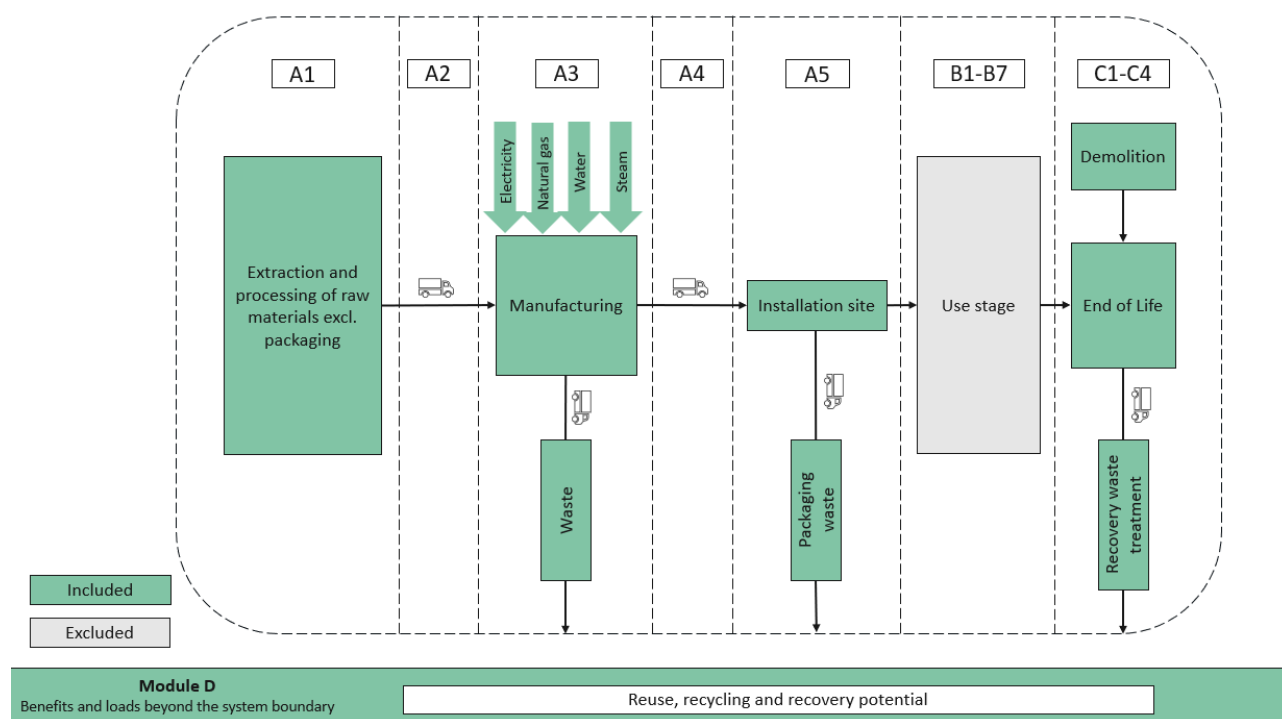 A1
A2
A3
A4
A5
B1-B7
C1-C4
Electricity
Natural gas
Water
Steam
Demolition
Extraction and
processing of raw
materials excl.
packaging
Manufacturing
Installation site
Use stage
End of Life
Waste
Packaging
waste
Recovery waste
treatment
Included
Excluded
Module D
Benefits and loads beyond the system boundary
Reuse, recycling and recovery potential